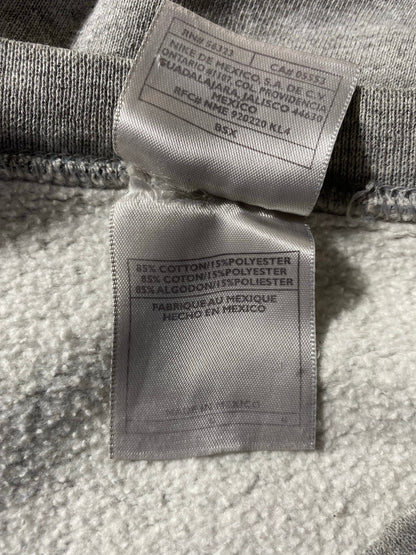 RN# 56323 CA# 05553
NIKE DE MEXICO, S.A. DE C.V.
ONTARIO #1185, COL. PROVIDENCIA
GUADALAJARA, JALISCO 44630
MEXICO
RFC# NME 920220 KL4
BSX
85% COTTON/15%POLYESTER
85% COTON/15%POLYESTER
85% ALGODON/15%POLIESTER
FABRIQUE AU MEXIQUE
HECHO EN MEXICO
MADE IN MEXICO